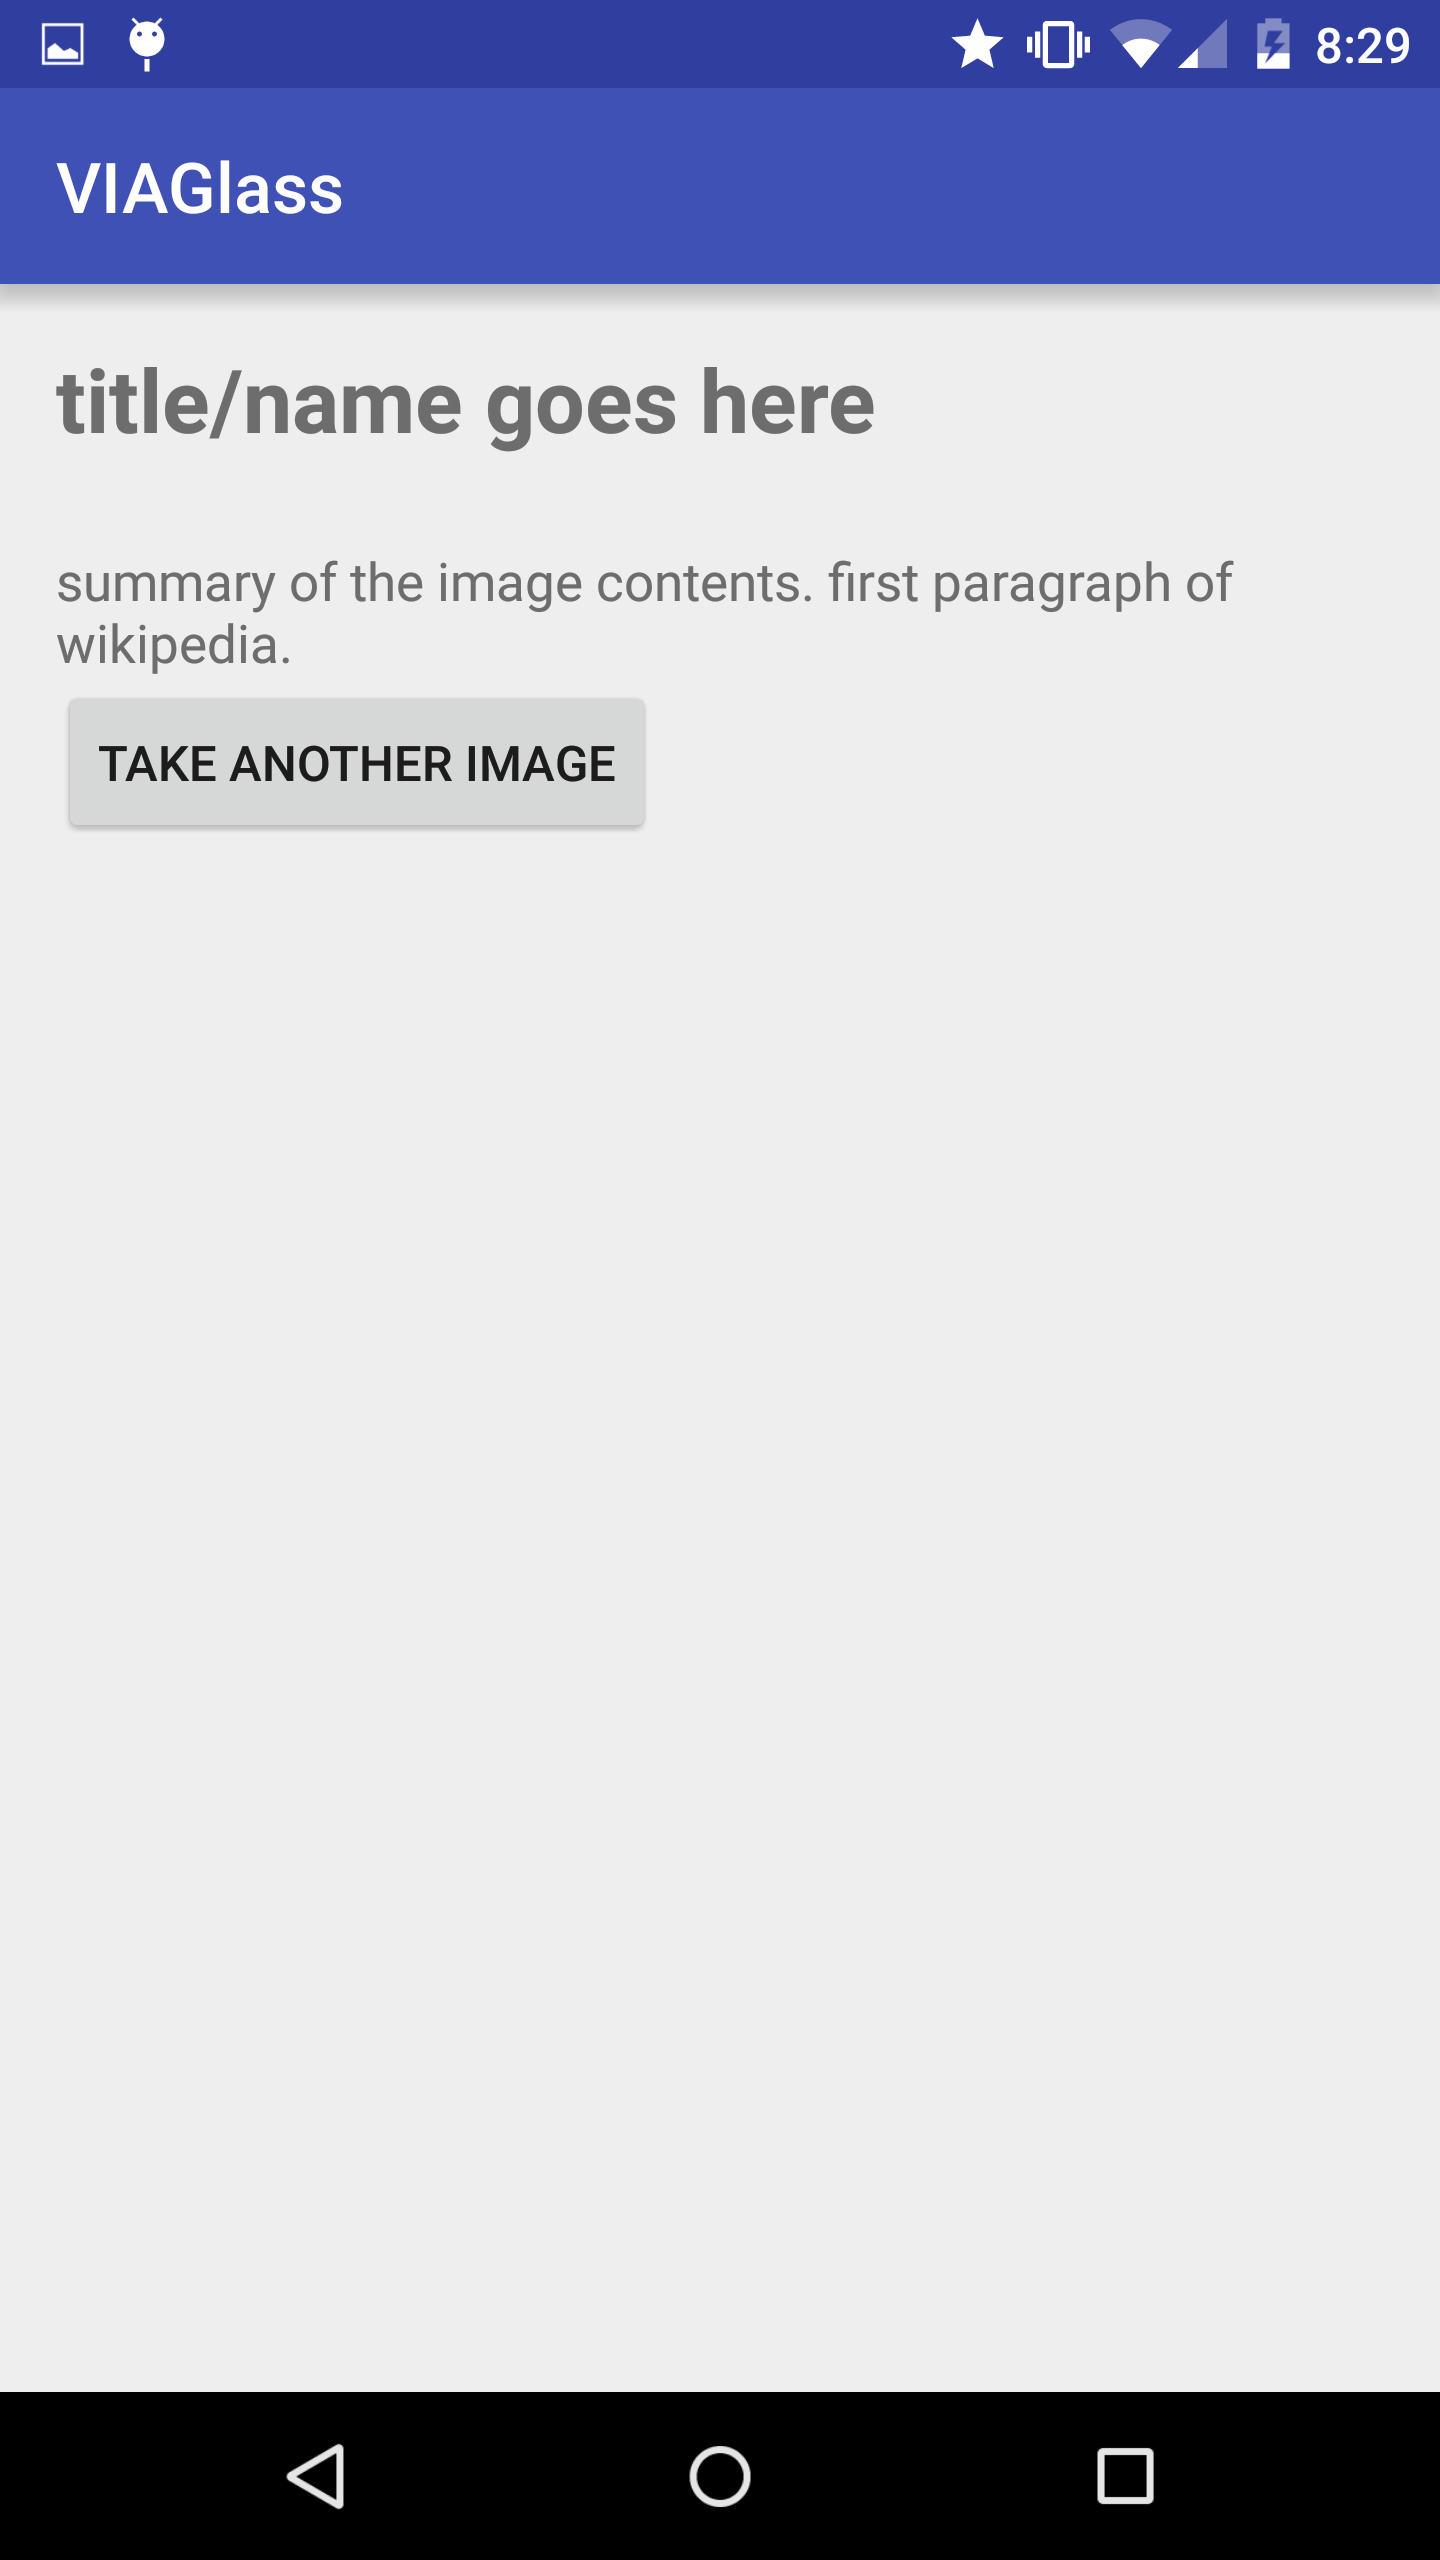 8:29
VIAGlass
title/name goes here
summary of the image contents. first paragraph of
wikipedia.
TAKE ANOTHER IMAGE